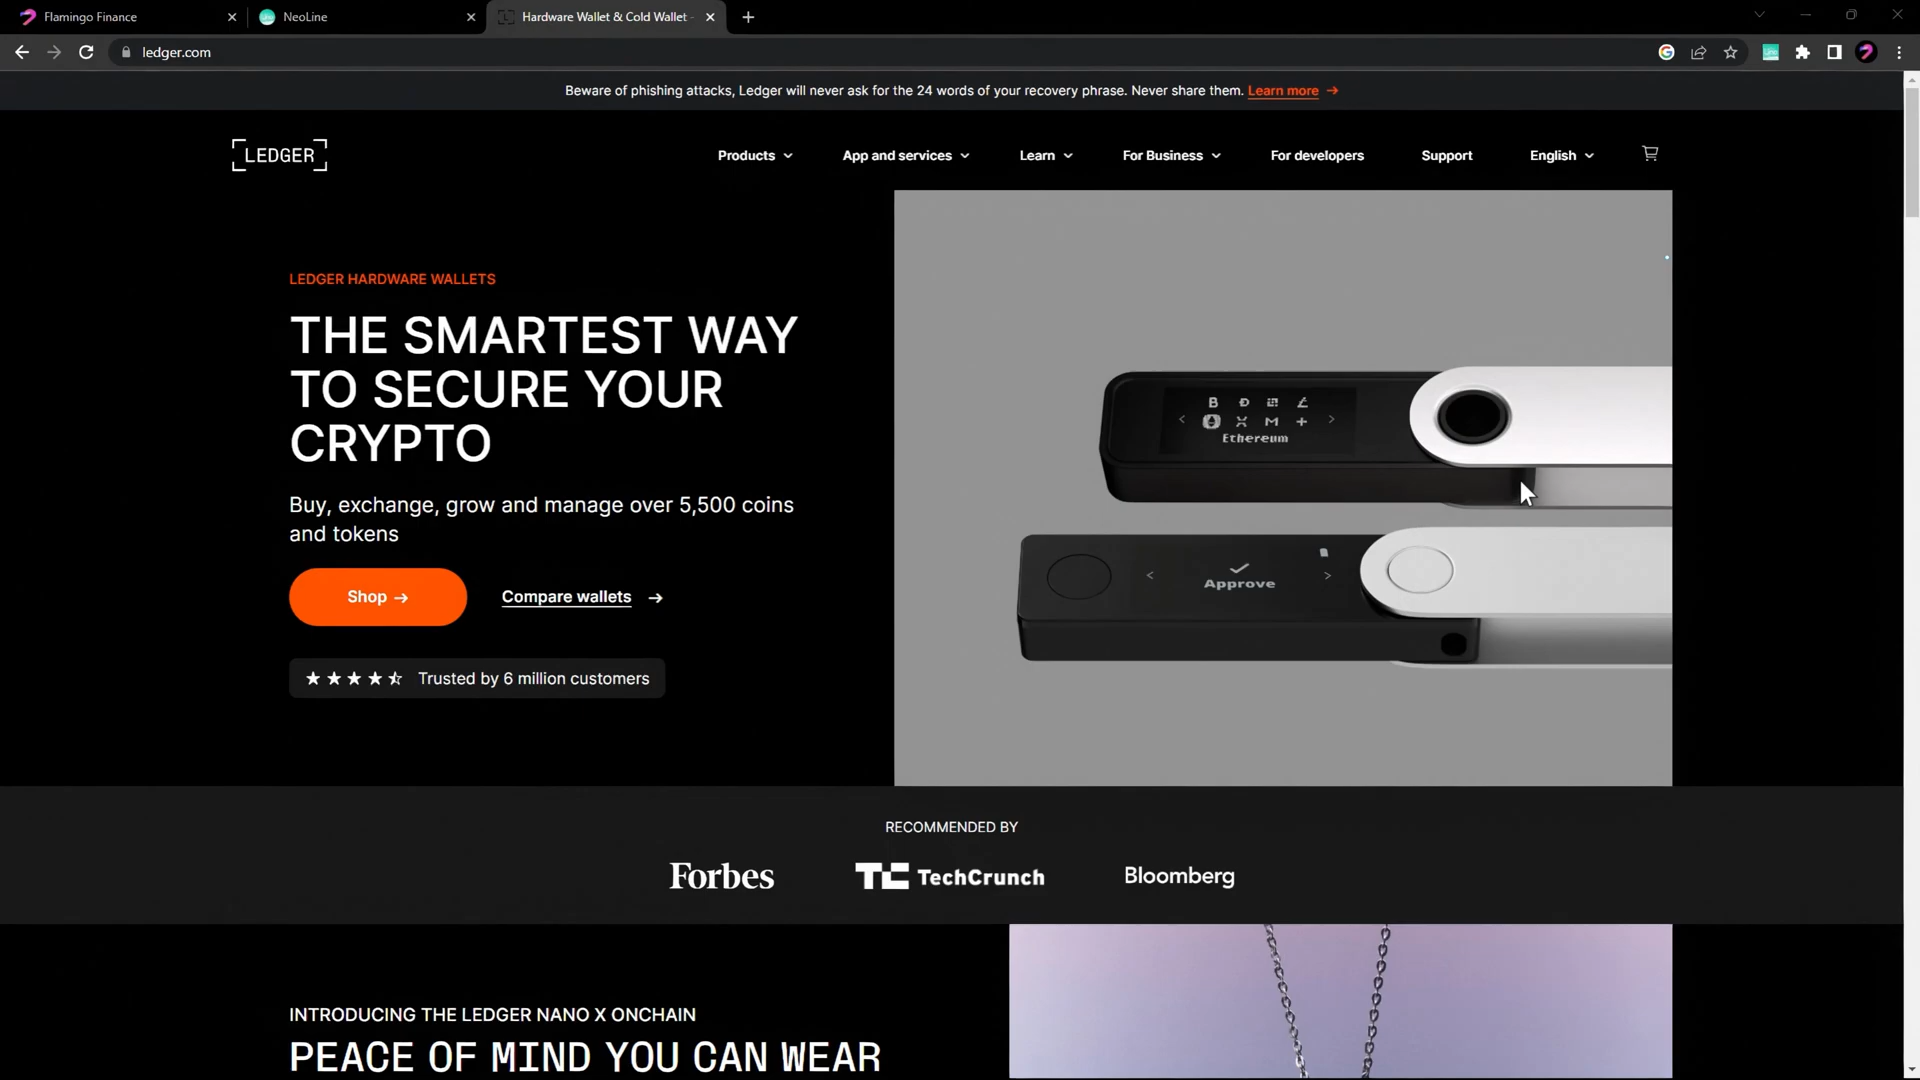 Flamingo Finance
NeoLine
Hardware Wallet & Cold Wallet -
ledger.com
Beware of phishing attacks, Ledger will never ask for the 24 words of your recovery phrase. Never share them. Learn more →
LEDGER
Products
App and services
Learn
For Business
For developers
Support
English
LEDGER HARDWARE WALLETS
THE SMARTEST WAY
TO SECURE YOUR
CRYPTO
Buy, exchange, grow and manage over 5,500 coins
and tokens
Shop →
Compare wallets →
Trusted by 6 million customers
Ethereum
Approve
RECOMMENDED BY
Forbes
TC TechCrunch
Bloomberg
INTRODUCING THE LEDGER NANO X ONCHAIN
PEACE OF MIND YOU CAN WEAR